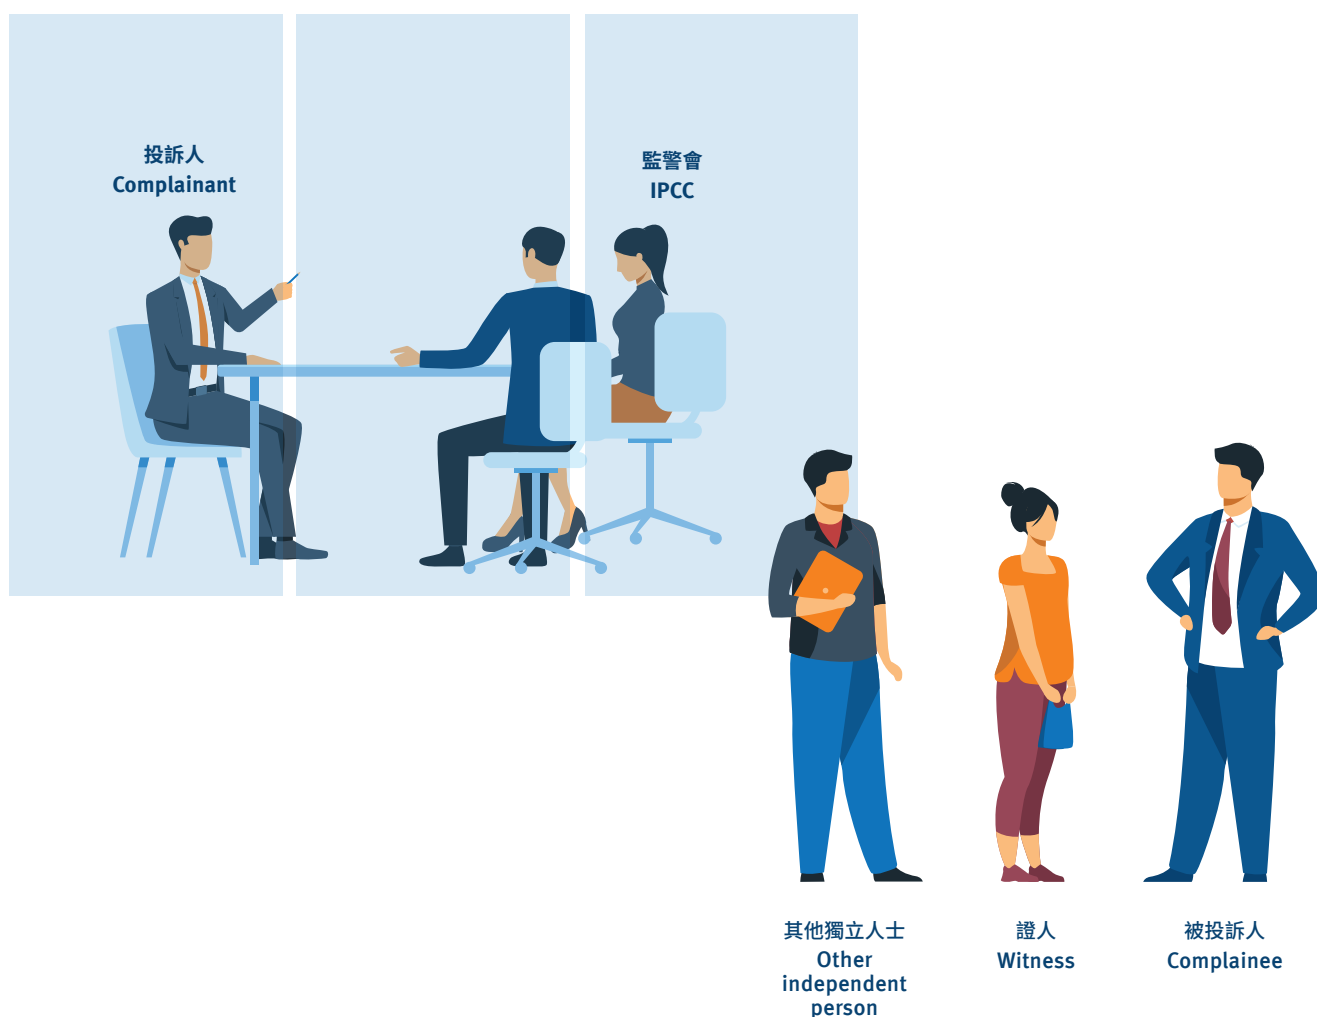 投訴人
Complainant
監警會
IPCC
其他獨立人士
Other
independent
person
證人
Witness
被投訴人
Complainee